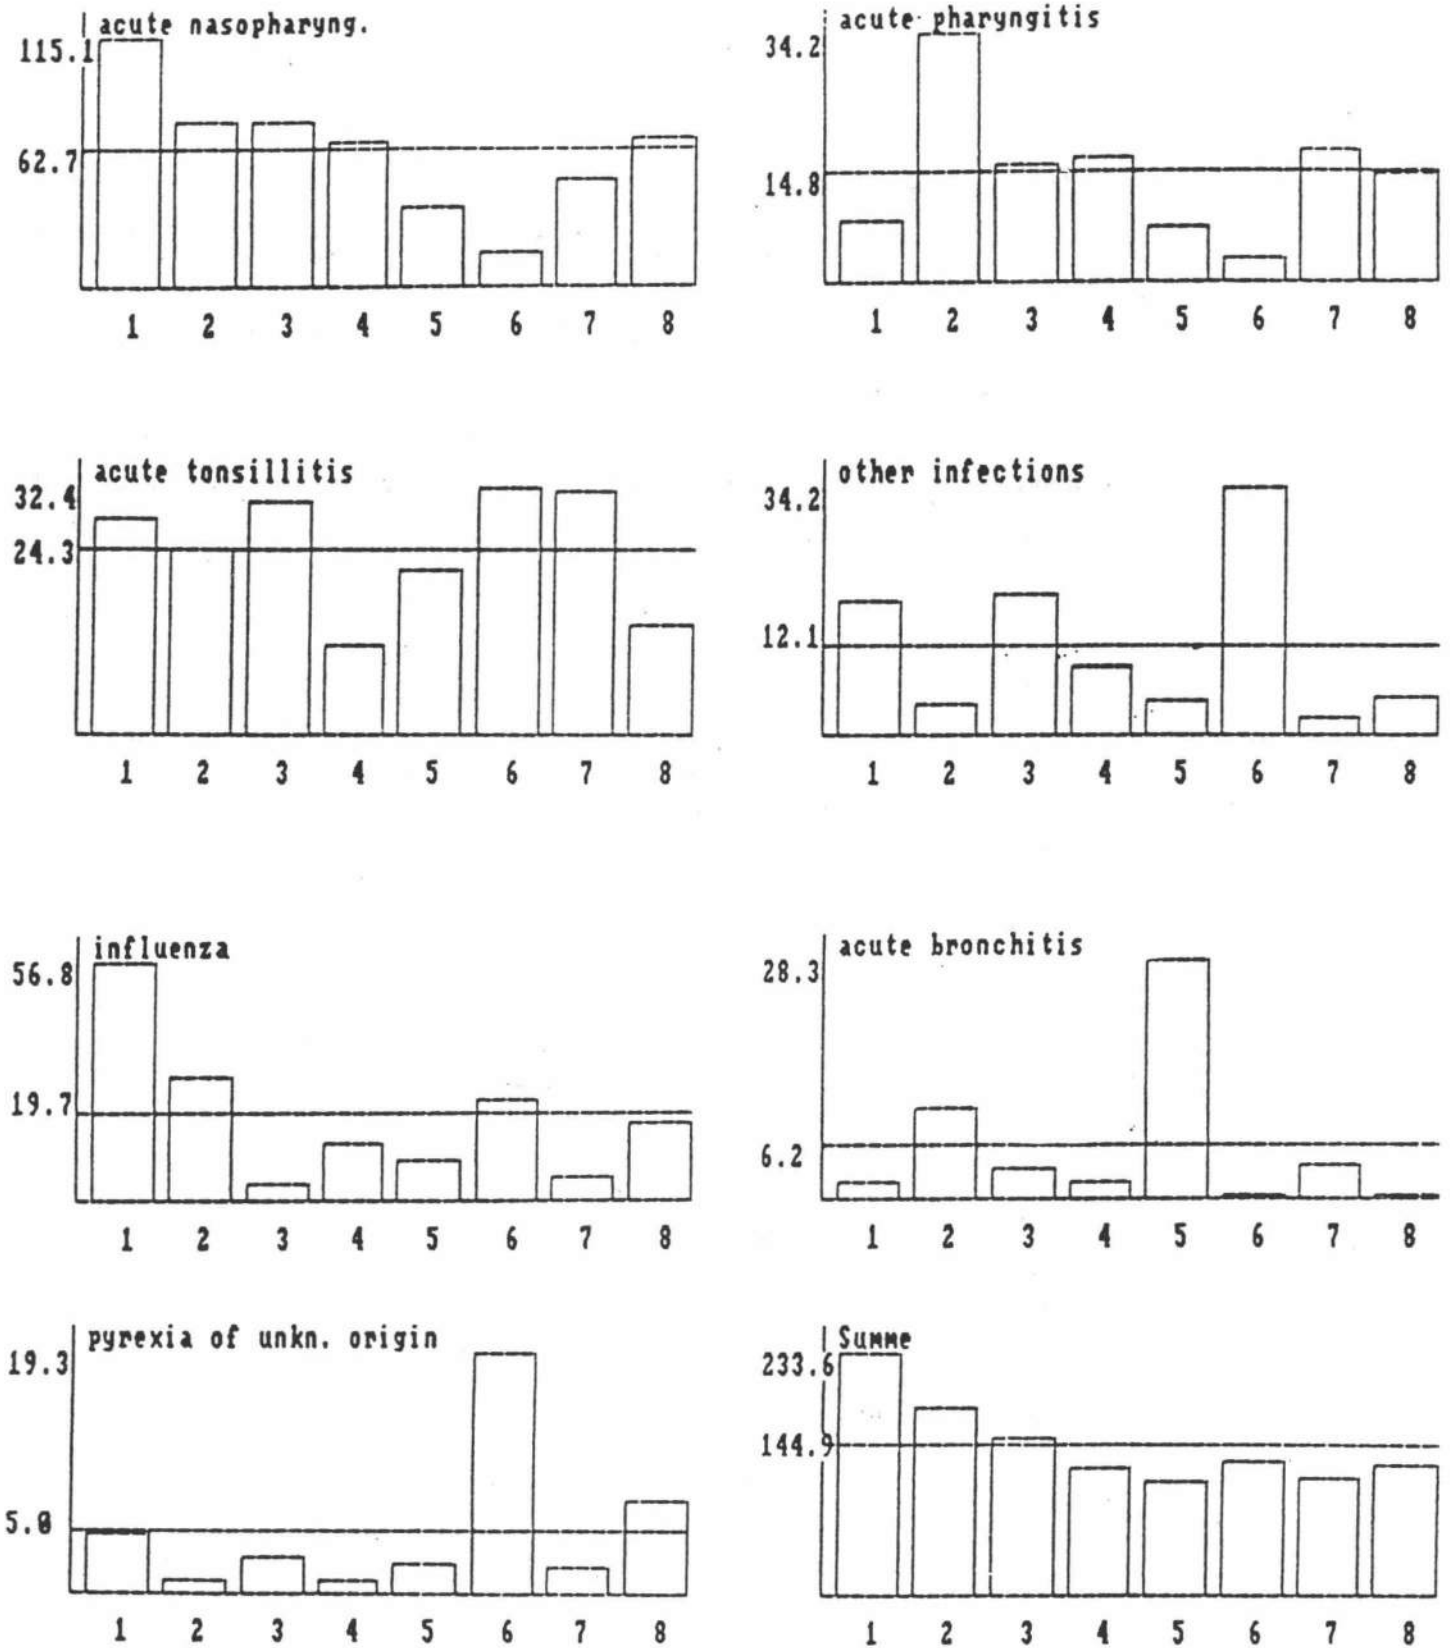 acute nasopharyng.
115.1
62.7
1 2 3 4 5 6 7 8
acute pharyngitis
34.2
14.8
1 2 3 4 5 6 7 8
acute tonsillitis
32.4
24.3
1 2 3 4 5 6 7 8
other infections
34.2
12.1
1 2 3 4 5 6 7 8
influenza
56.8
19.7
1 2 3 4 5 6 7 8
acute bronchitis
28.3
6.2
1 2 3 4 5 6 7 8
pyrexia of unkn. origin
19.3
5.0
1 2 3 4 5 6 7 8
Summe
233.6
144.9
1 2 3 4 5 6 7 8